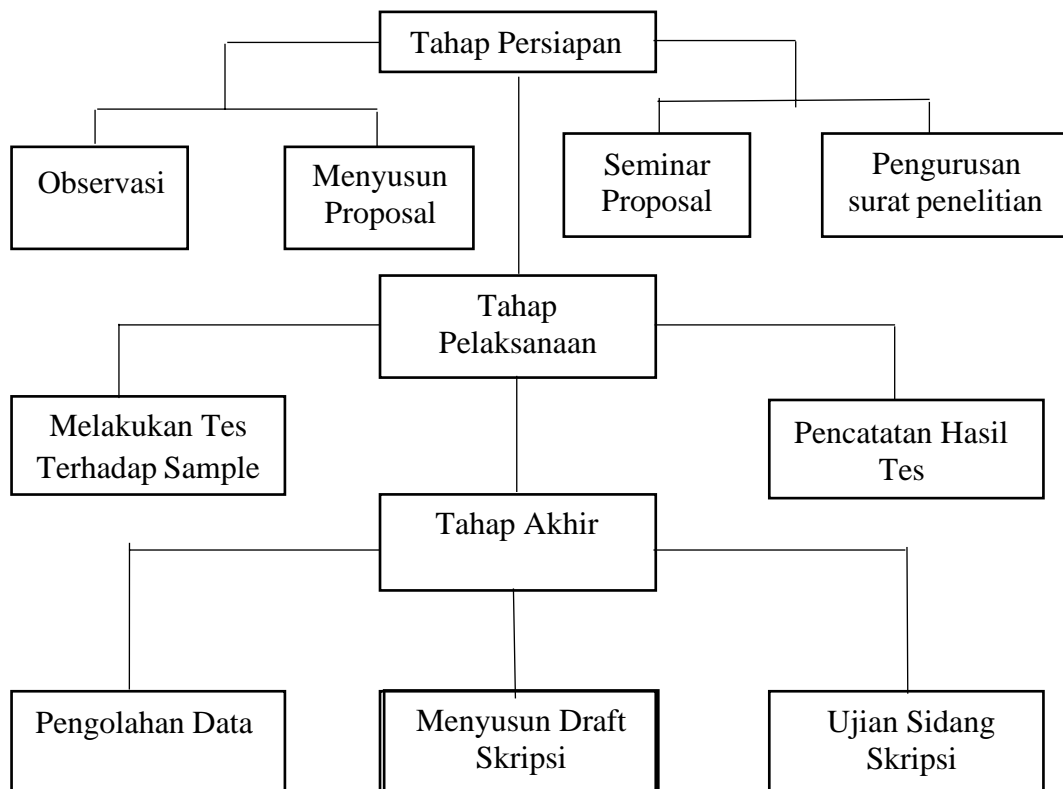 Tahap Persiapan
Observasi
Menyusun
Proposal
Seminar
Proposal
Pengurusan
surat penelitian
Tahap
Pelaksanaan
Melakukan Tes
Terhadap Sample
Pencatatan Hasil
Tes
Tahap Akhir
Pengolahan Data
Menyusun Draft
Skripsi
Ujian Sidang
Skripsi